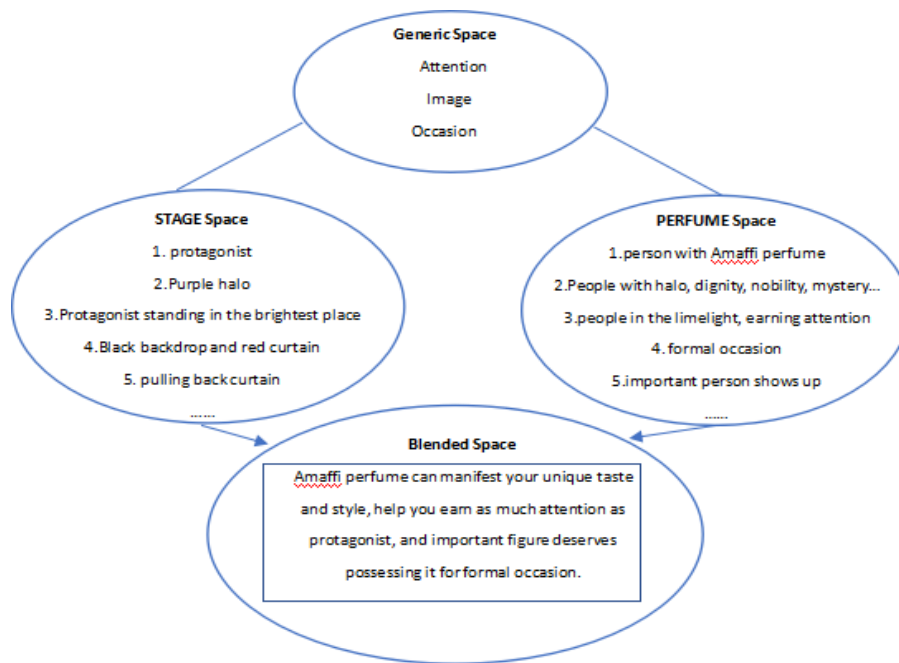 Generic Space
Attention
Image
Occasion
STAGE Space
1. protagonist
2.Purple halo
3.Protagonist standing in the brightest place
4.Black backdrop and red curtain
5. pulling back curtain
......
PERFUME Space
1.person with Amaffi perfume
2.People with halo, dignity, nobility, mystery...
3.people in the limelight, earning attention
4. formal occasion
5.important person shows up
......
Blended Space
Amaffi perfume can manifest your unique taste
and style, help you earn as much attention as
protagonist, and important figure deserves
possessing it for formal occasion.